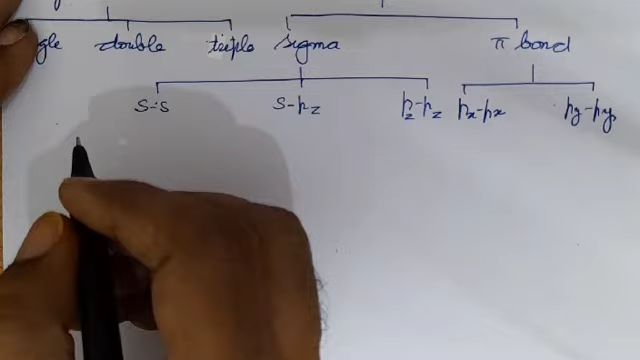 gle double triple sigma π bond
s-s s-pz pz-pz px-px py-py